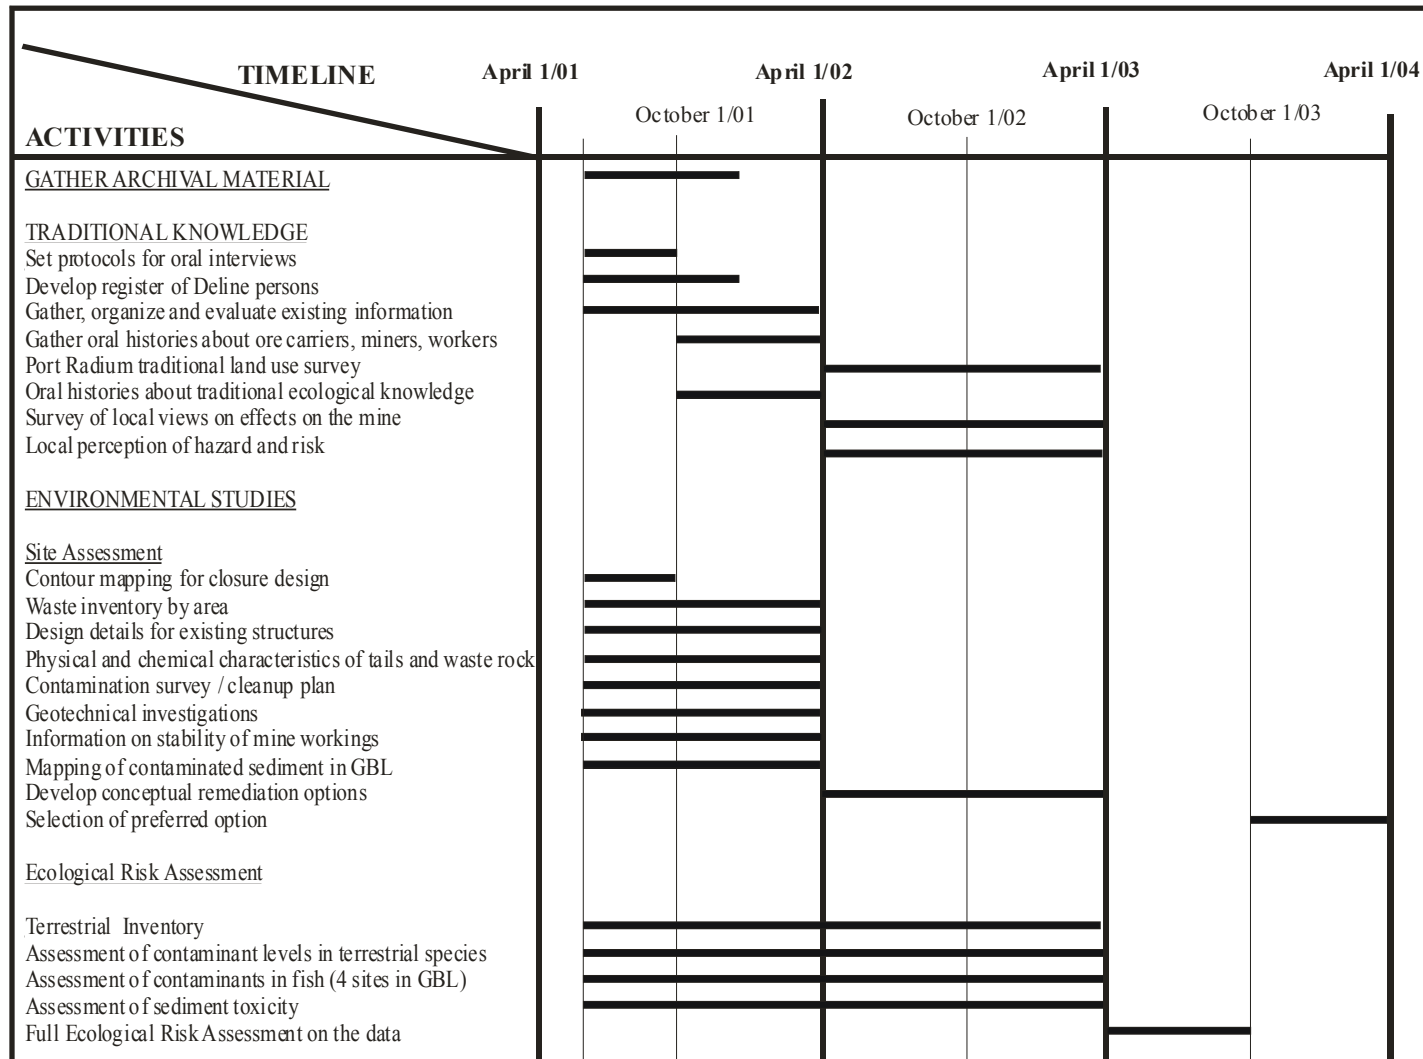 TIMELINE
April 1/01
April 1/02
April 1/03
April 1/04
October 1/01
October 1/02
October 1/03
ACTIVITIES
GATHER ARCHIVAL MATERIAL
TRADITIONAL KNOWLEDGE
Set protocols for oral interviews
Develop register of Deline persons
Gather, organize and evaluate existing information
Gather oral histories about ore carriers, miners, workers
Port Radium traditional land use survey
Oral histories about traditional ecological knowledge
Survey of local views on effects on the mine
Local perception of hazard and risk
ENVIRONMENTAL STUDIES
Site Assessment
Contour mapping for closure design
Waste inventory by area
Design details for existing structures
Physical and chemical characteristics of tails and waste rock
Contamination survey / cleanup plan
Geotechnical investigations
Information on stability of mine workings
Mapping of contaminated sediment in GBL
Develop conceptual remediation options
Selection of preferred option
Ecological Risk Assessment
Terrestrial Inventory
Assessment of contaminant levels in terrestrial species
Assessment of contaminants in fish (4 sites in GBL)
Assessment of sediment toxicity
Full Ecological Risk Assessment on the data